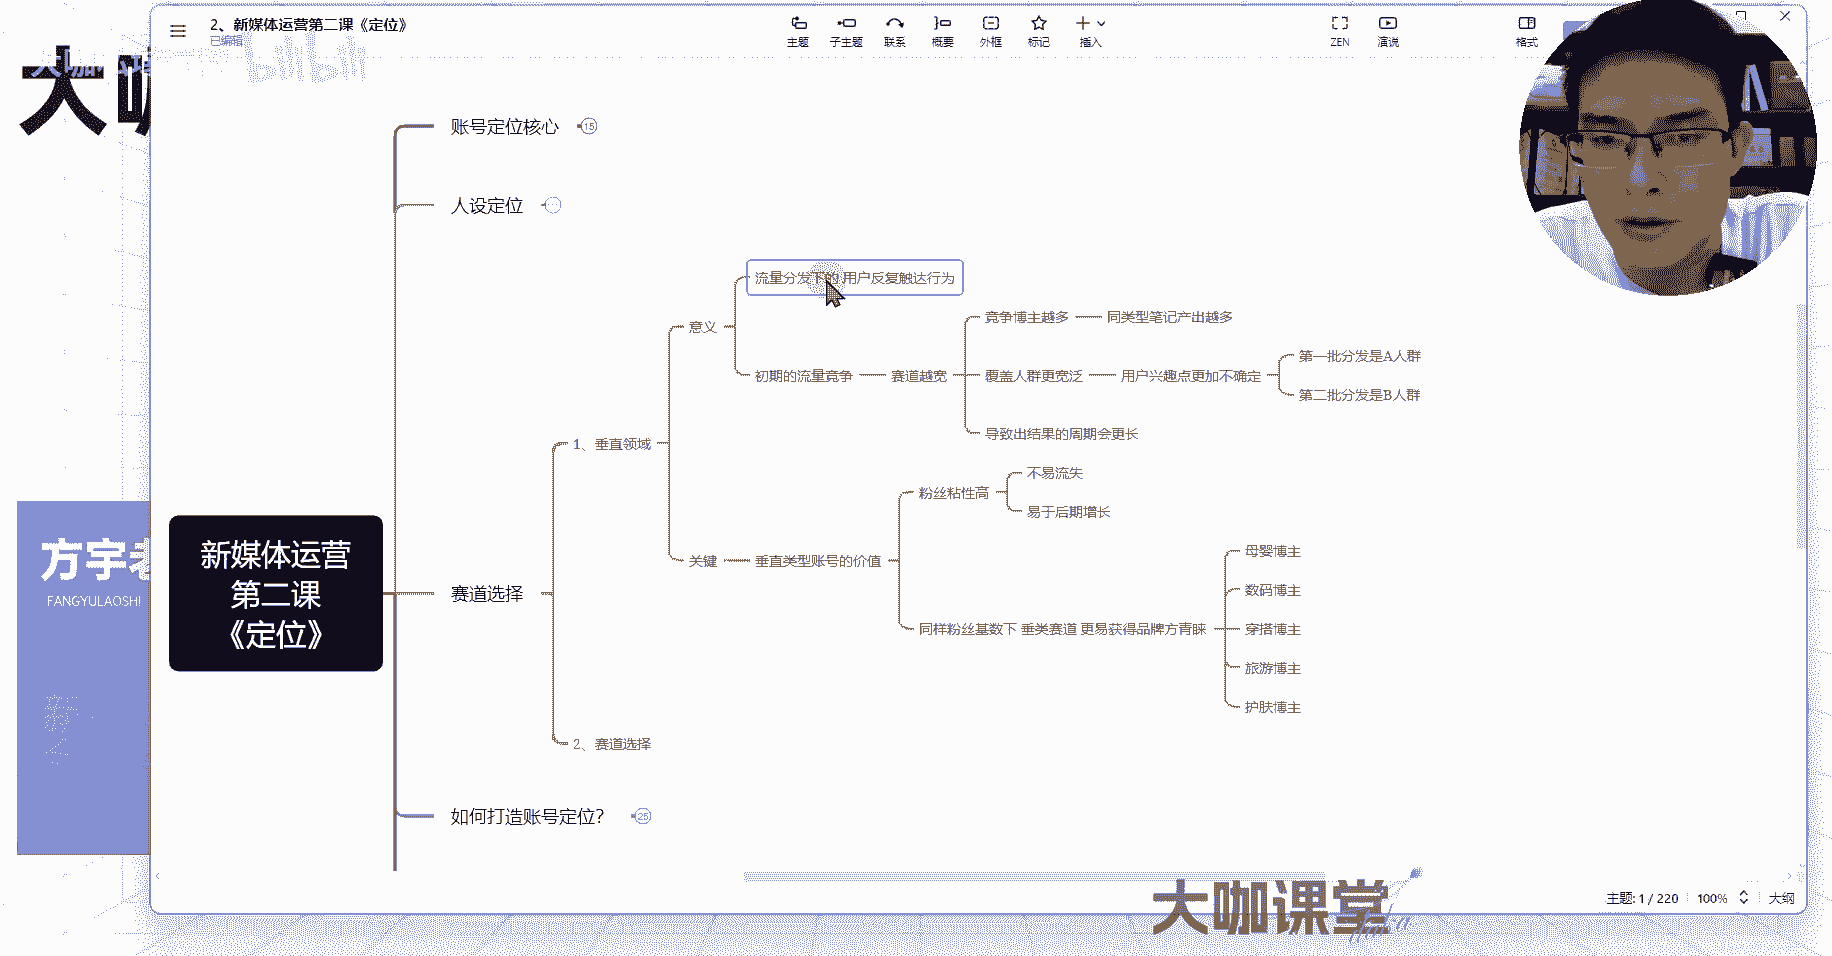 2、新媒体运营第二课《定位》
已编辑
主题
子主题
联系
概要
外框
标记
插入
ZEN
演说
格式
bilibili
账号定位核心
15
人设定位
流量分发下的 用户反复触达行为
意义
竞争博主越多
同类型笔记产出越多
初期的流量竞争
赛道越宽
覆盖人群更宽泛
用户兴趣点更加不确定
第一批分发是A人群
第二批分发是B人群
导致出结果的周期会更长
1、垂直领域
粉丝粘性高
不易流失
易于后期增长
关键
垂直类型账号的价值
母婴博主
数码博主
同样粉丝基数下 垂类赛道 更易获得品牌方青睐
穿搭博主
旅游博主
护肤博主
新媒体运营
第二课
《定位》
赛道选择
2、赛道选择
如何打造账号定位？
25
方宇老
FANGYULAOSHI
大咖课堂
主题: 1 / 220
100%
大纲